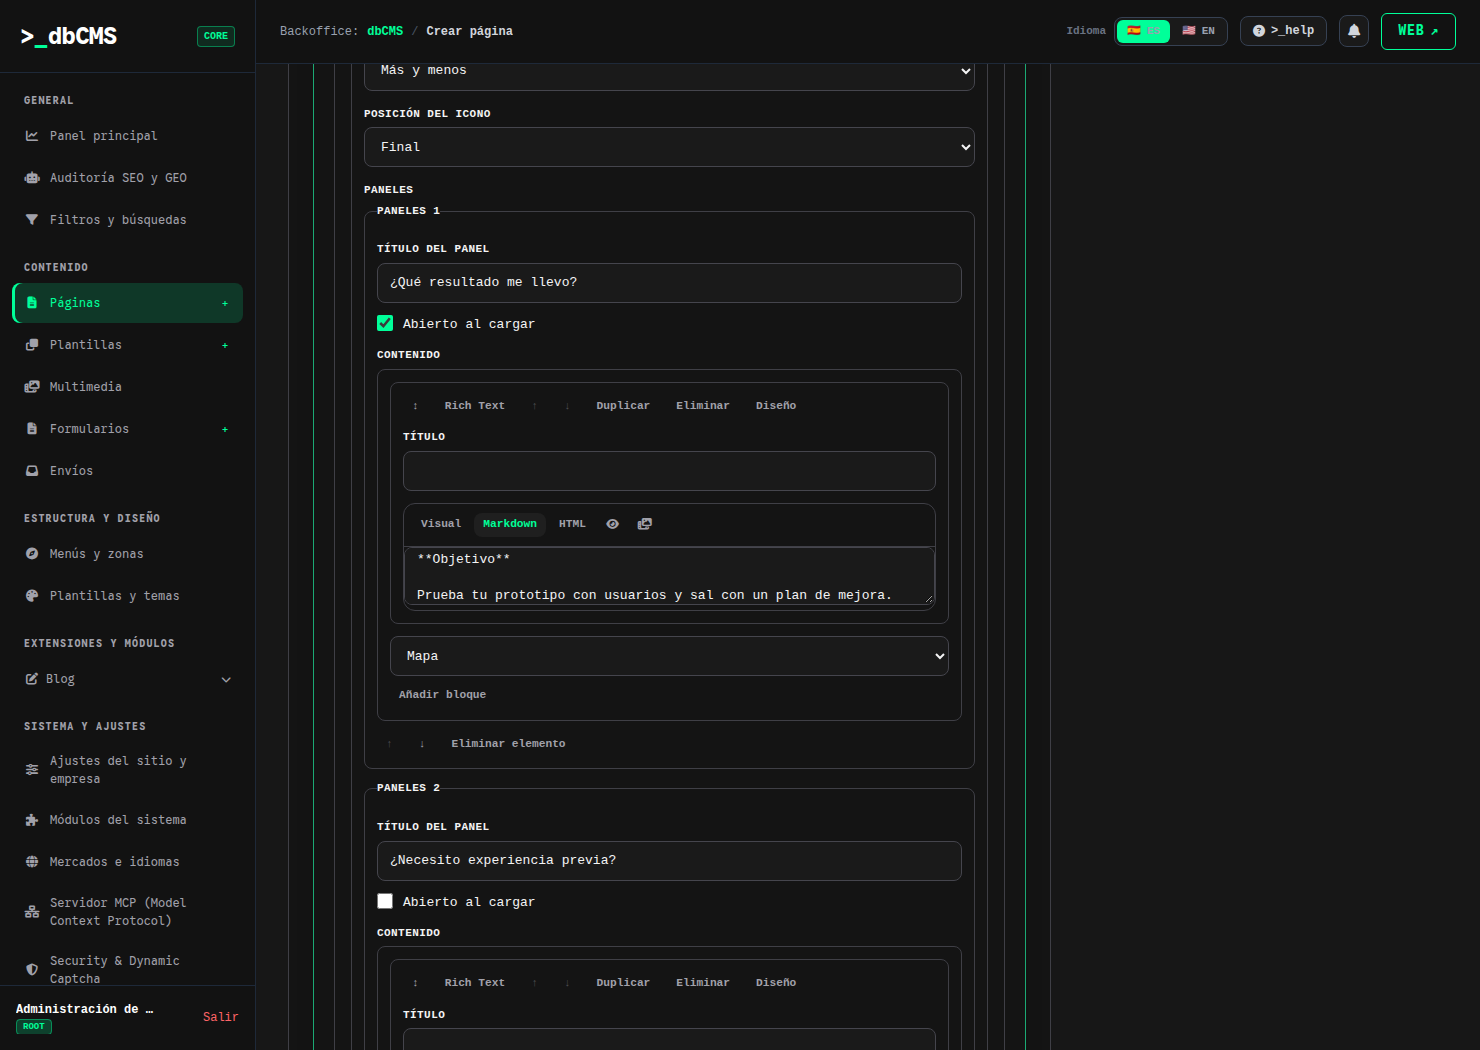 >_dbCMS
CORE
Backoffice: dbCMS / Crear página
Idioma
EN
>_help
WEB ↗
GENERAL
Panel principal
Auditoría SEO y GEO
Filtros y búsquedas
CONTENIDO
Páginas +
Plantillas +
Multimedia
Formularios +
Envíos
ESTRUCTURA Y DISEÑO
Menús y zonas
Plantillas y temas
EXTENSIONES Y MÓDULOS
Blog
SISTEMA Y AJUSTES
Ajustes del sitio y
empresa
Módulos del sistema
Mercados e idiomas
Servidor MCP (Model
Context Protocol)
Security & Dynamic
Captcha
Administración de …
ROOT
Salir
Más y menos
POSICIÓN DEL ICONO
Final
PANELES
PANELES 1
TÍTULO DEL PANEL
¿Qué resultado me llevo?
Abierto al cargar
CONTENIDO
↕ Rich Text ↑ ↓ Duplicar Eliminar Diseño
TÍTULO
Visual Markdown HTML
**Objetivo**
Prueba tu prototipo con usuarios y sal con un plan de mejora.
Mapa
Añadir bloque
↑ ↓ Eliminar elemento
PANELES 2
TÍTULO DEL PANEL
¿Necesito experiencia previa?
Abierto al cargar
CONTENIDO
↕ Rich Text ↑ ↓ Duplicar Eliminar Diseño
TÍTULO